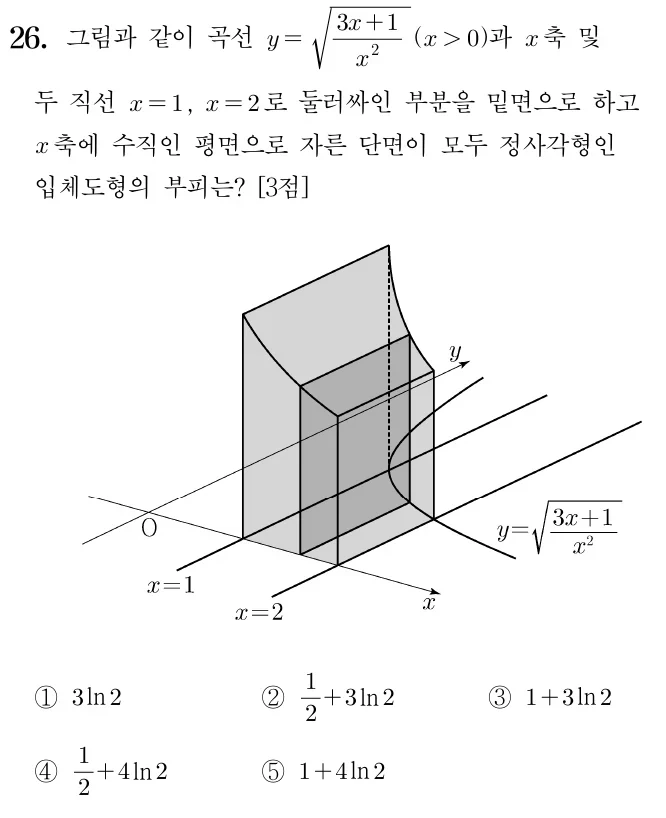 26. 그림과 같이 곡선 y=√((3x+1)/x²) (x>0)과 x축 및
두 직선 x=1, x=2로 둘러싸인 부분을 밑면으로 하고
x축에 수직인 평면으로 자른 단면이 모두 정사각형인
입체도형의 부피는? [3점]
y
O
y=√((3x+1)/x²)
x=1
x=2
x
① 3ln2 ② 1/2+3ln2 ③ 1+3ln2
④ 1/2+4ln2 ⑤ 1+4ln2